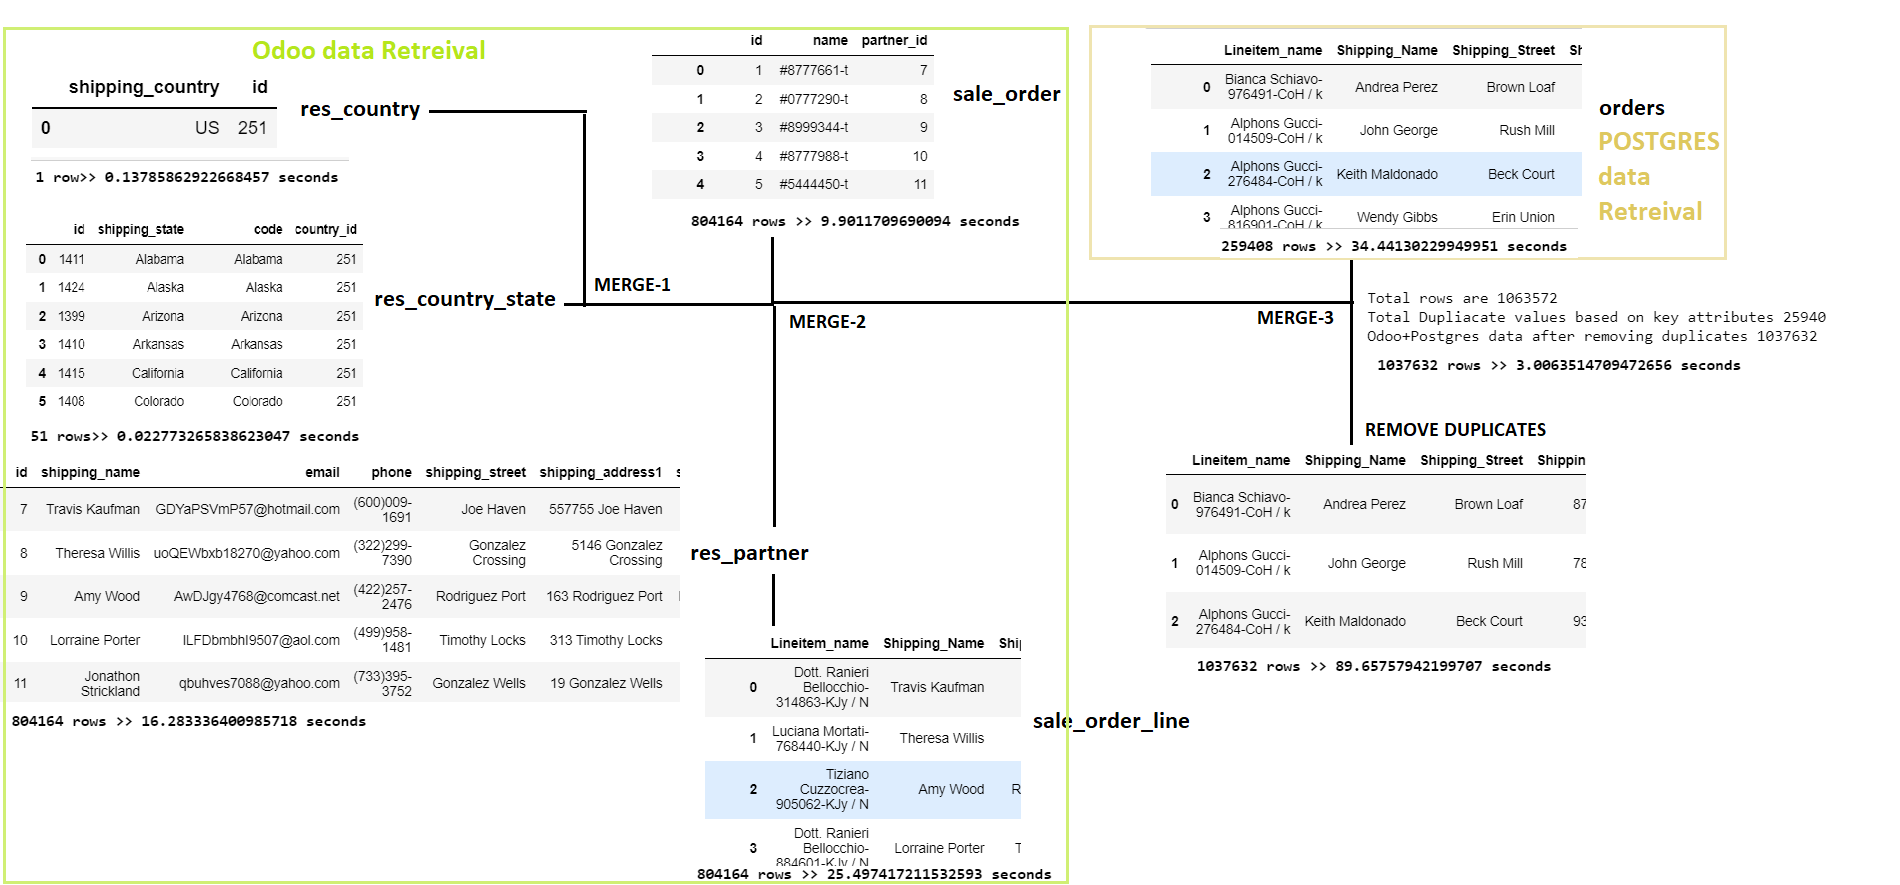 Odoo data Retreival
shipping_country id
0 US 251
res_country
1 row>> 0.13785862922668457 seconds
id shipping_state code country_id
0 1411 Alabama Alabama 251
1 1424 Alaska Alaska 251
2 1399 Arizona Arizona 251
3 1410 Arkansas Arkansas 251
4 1415 California California 251
5 1408 Colorado Colorado 251
res_country_state
51 rows>> 0.022773265838623047 seconds
id shipping_name email phone shipping_street shipping_address1
7 Travis Kaufman GDYaPSVmP57@hotmail.com (600)009-
1691 Joe Haven 557755 Joe Haven
8 Theresa Willis uoQEWbxb18270@yahoo.com (322)299-
7390 Gonzalez
Crossing 5146 Gonzalez
Crossing
9 Amy Wood AwDJgy4768@comcast.net (422)257-
2476 Rodriguez Port 163 Rodriguez Port
10 Lorraine Porter (499)958-
1481 Timothy Locks 313 Timothy Locks
11 Jonathon
Strickland qbuhves7088@yahoo.com (733)395-
3752 Gonzalez Wells 19 Gonzalez Wells
804164 rows >> 16.283336400985718 seconds
id name partner_id
0 1 #8777661-t 7
1 2 #0777290-t 8
2 3 #8999344-t 9
3 4 #8777988-t 10
4 5 #5444450-t 11
sale_order
804164 rows >> 9.9011709690094 seconds
MERGE-1
MERGE-2
res_partner
Lineitem_name Shipping_Name Ship
0 Dott. Ranieri
Bellocchio-
314863-KJy / N Travis Kaufman
1 Luciana Mortati-
768440-KJy / N Theresa Willis
2 Tiziano
Cuzzocrea-
905062-KJy / N Amy Wood R
3 Dott. Ranieri
Bellocchio-
884601-KJy / N Lorraine Porter T
sale_order_line
804164 rows >> 25.497417211532593 seconds
Lineitem_name Shipping_Name Shipping_Street
0 Bianca Schiavo-
976491-CoH / k Andrea Perez Brown Loaf
1 Alphons Gucci-
014509-CoH / k John George Rush Mill
2 Alphons Gucci-
276484-CoH / k Keith Maldonado Beck Court
3 Alphons Gucci-
816901-CoH / k Wendy Gibbs Erin Union
259408 rows >> 34.44130229949951 seconds
orders
POSTGRES
data
Retreival
MERGE-3
Total rows are 1063572
Total Dupliacate values based on key attributes 25940
Odoo+Postgres data after removing duplicates 1037632
1037632 rows >> 3.0063514709472656 seconds
REMOVE DUPLICATES
Lineitem_name Shipping_Name Shipping_Street Shippin
0 Bianca Schiavo-
976491-CoH / k Andrea Perez Brown Loaf 87
1 Alphons Gucci-
014509-CoH / k John George Rush Mill 78
2 Alphons Gucci-
276484-CoH / k Keith Maldonado Beck Court 93
1037632 rows >> 89.65757942199707 seconds